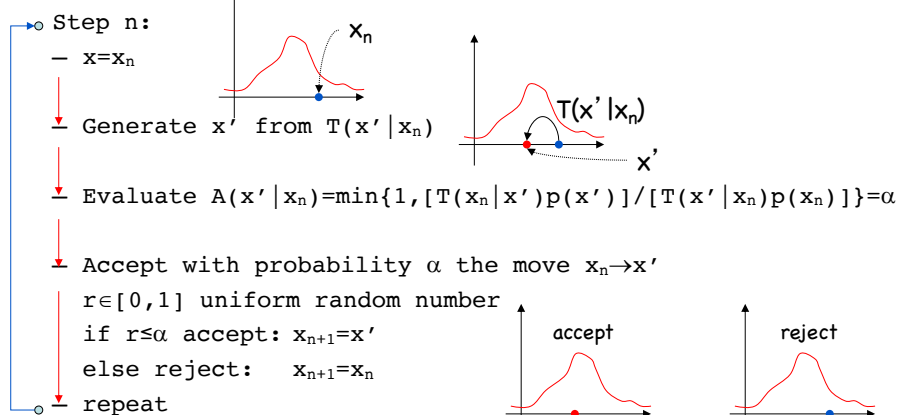 Step n:
xₙ
– x=xₙ
– Generate x’ from T(x’|xₙ)
T(x’|xₙ)
x’
– Evaluate A(x’|xₙ)=min{1,[T(xₙ|x’)p(x’)]/[T(x’|xₙ)p(xₙ)]}=α
– Accept with probability α the move xₙ→x’
r∈[0,1] uniform random number
if r≤α accept: xₙ₊₁=x’
else reject: xₙ₊₁=xₙ
accept
reject
– repeat